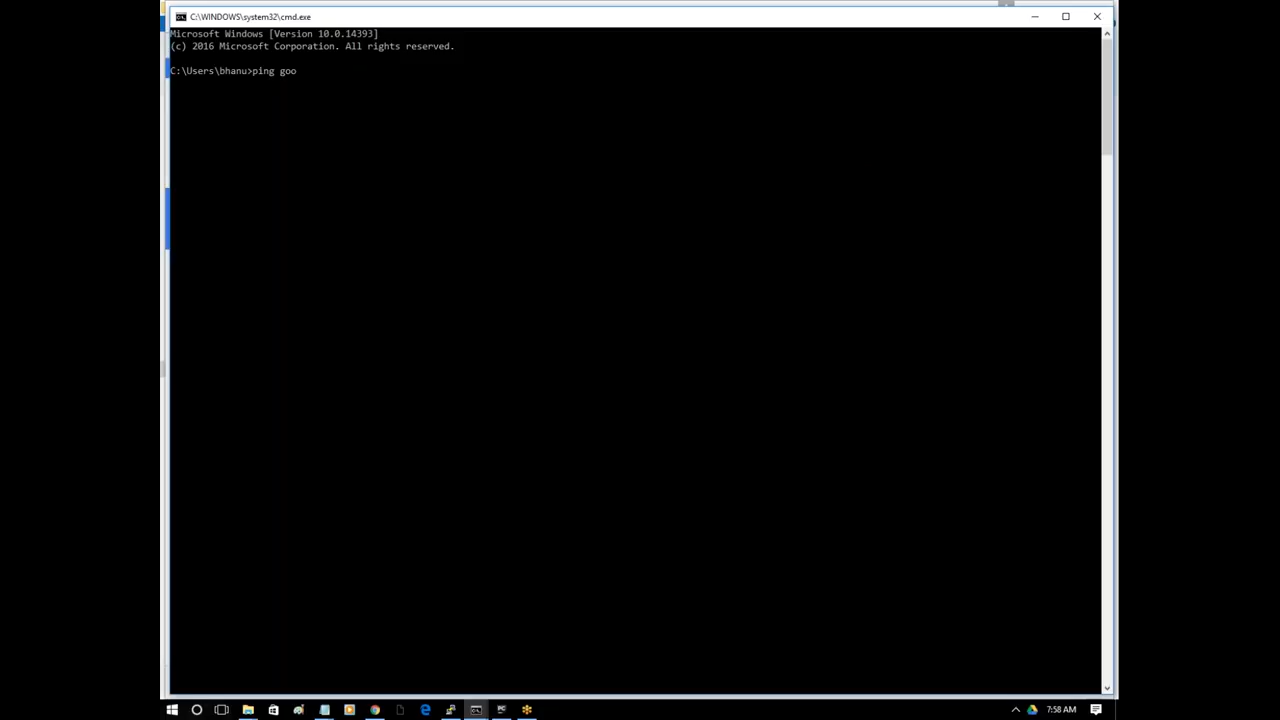 C:\WINDOWS\system32\cmd.exe
Microsoft Windows [Version 10.0.14393]
(c) 2016 Microsoft Corporation. All rights reserved.
C:\Users\bhanu>ping goo
7:58 AM